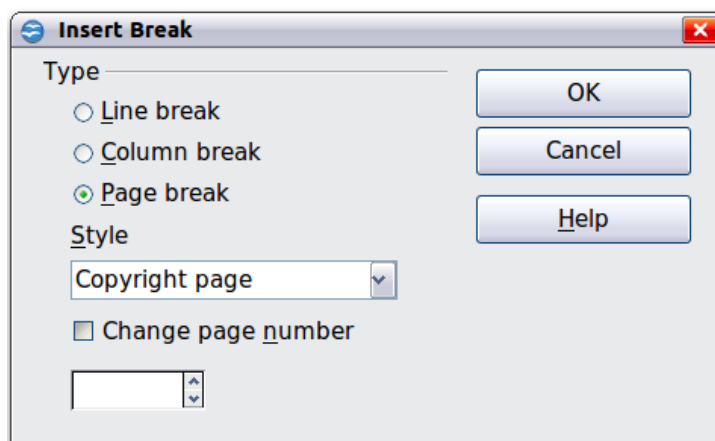 Insert Break
Type
Line break
Column break
Page break
Style
Copyright page
Change page number
OK
Cancel
Help